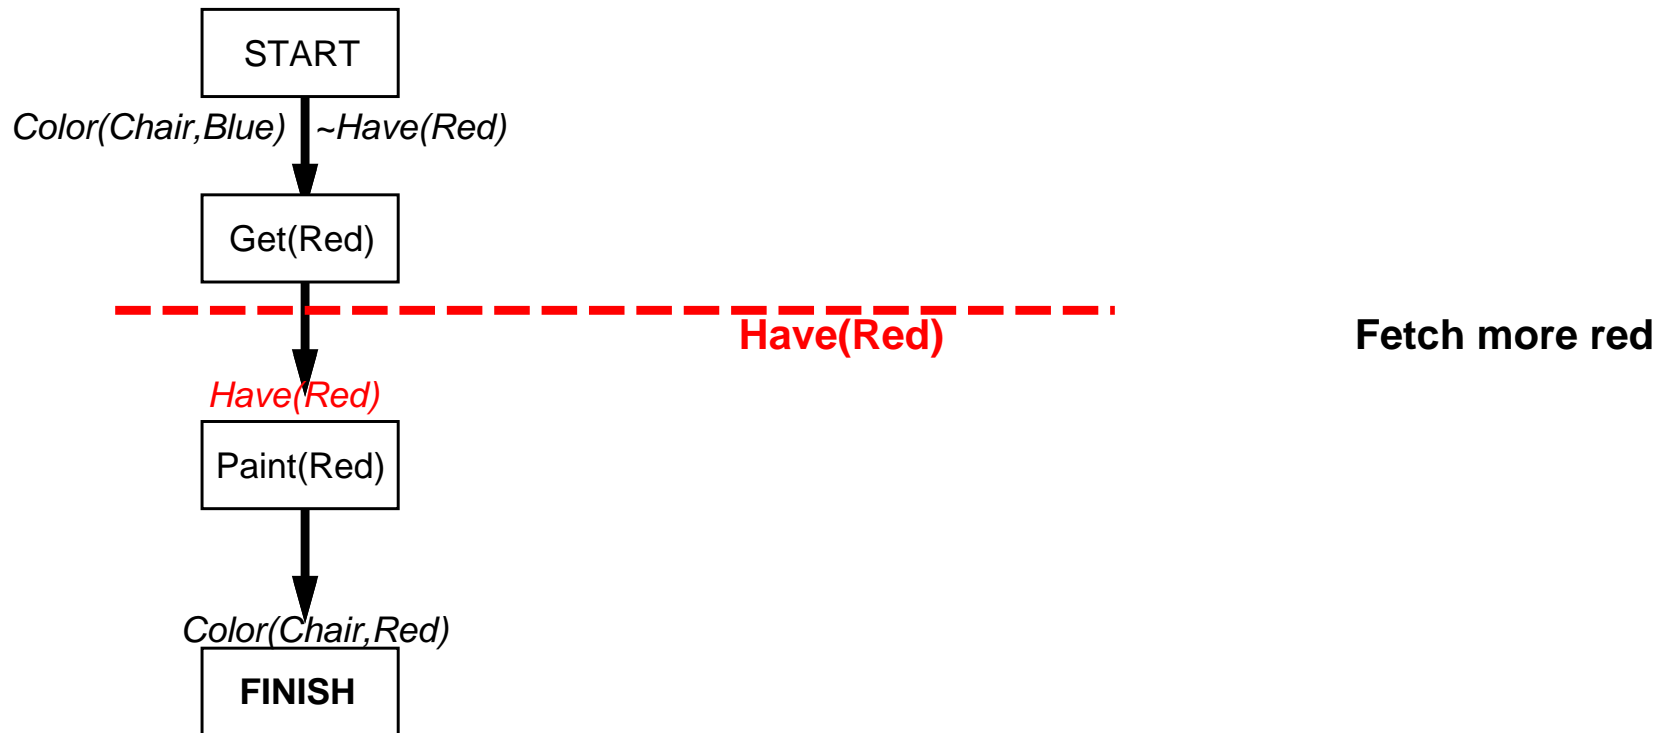 START
Color(Chair,Blue) ~Have(Red)
Get(Red)
Have(Red) Fetch more red
Have(Red)
Paint(Red)
Color(Chair,Red)
FINISH